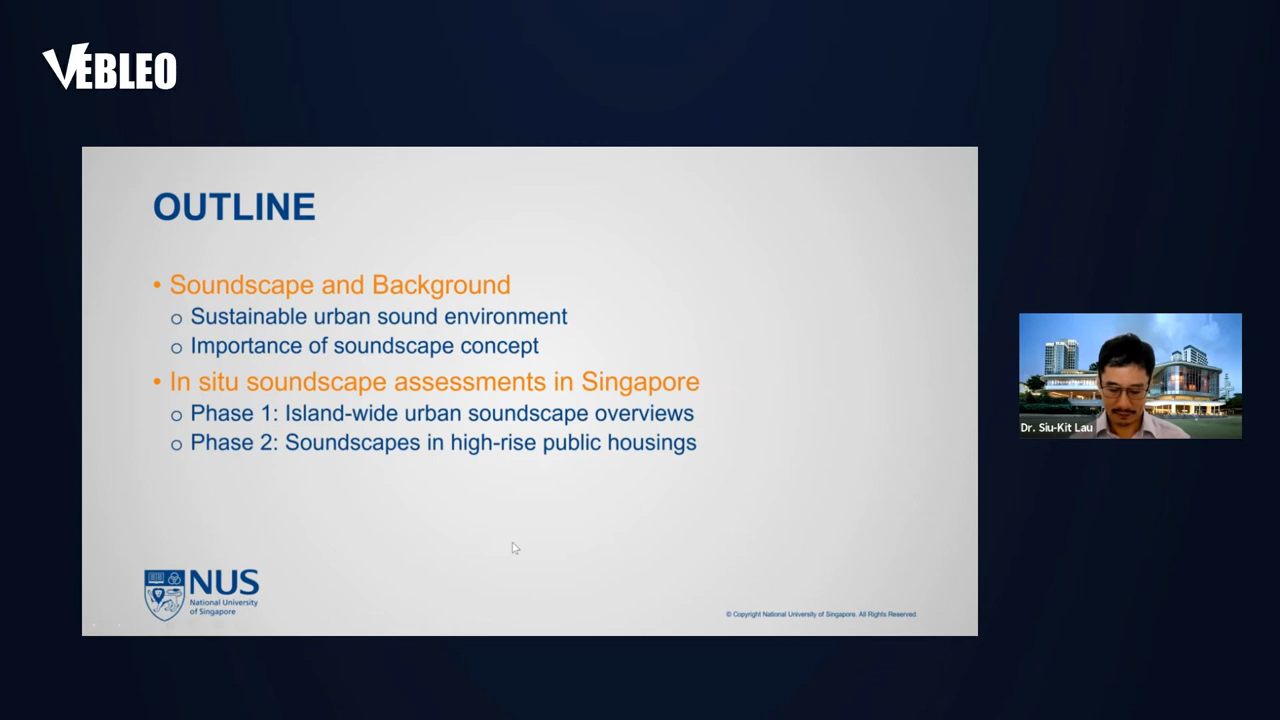 VEBLEO
OUTLINE
• Soundscape and Background
o Sustainable urban sound environment
o Importance of soundscape concept
• In situ soundscape assessments in Singapore
o Phase 1: Island-wide urban soundscape overviews
o Phase 2: Soundscapes in high-rise public housings
Dr. Siu-Kit Lau
NUS
National University
of Singapore
© Copyright National University of Singapore. All Rights Reserved.